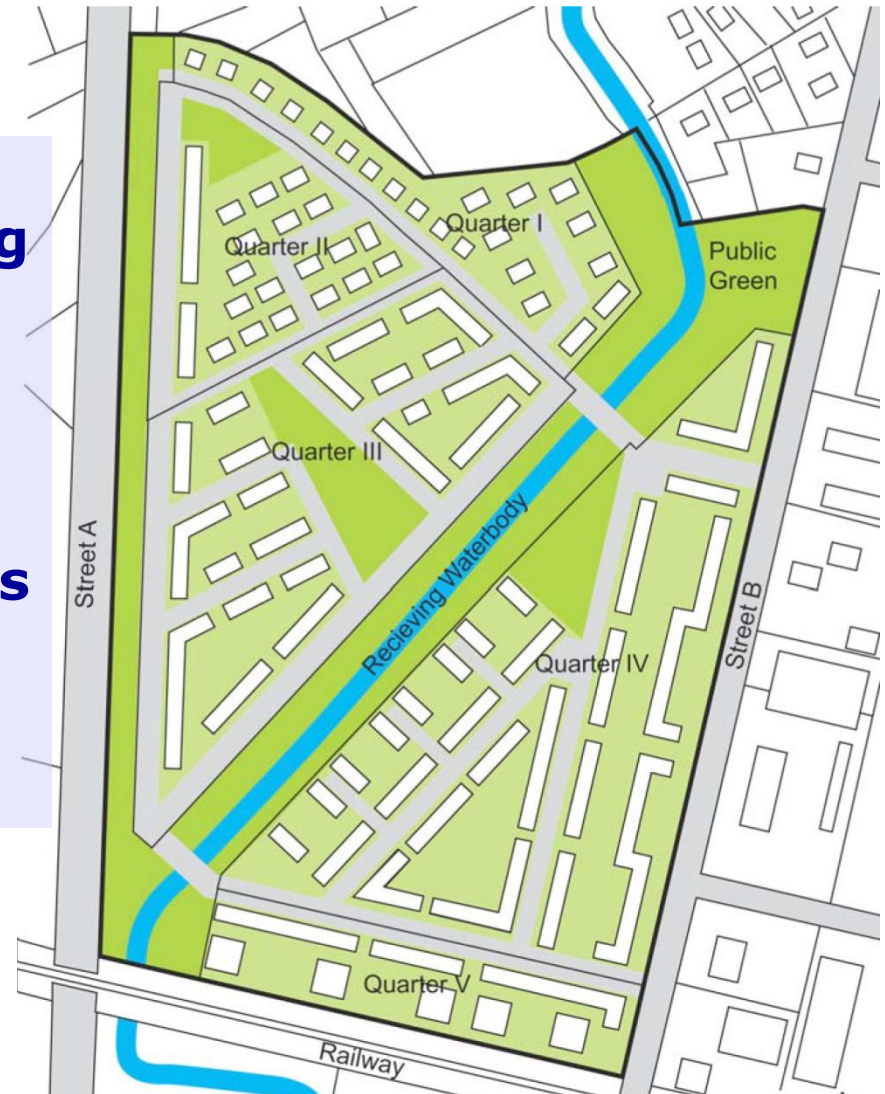 g
s
Quarter I
Quarter II
Public
Green
Quarter III
Street A
Recieving Waterbody
Street B
Quarter IV
Quarter V
Railway